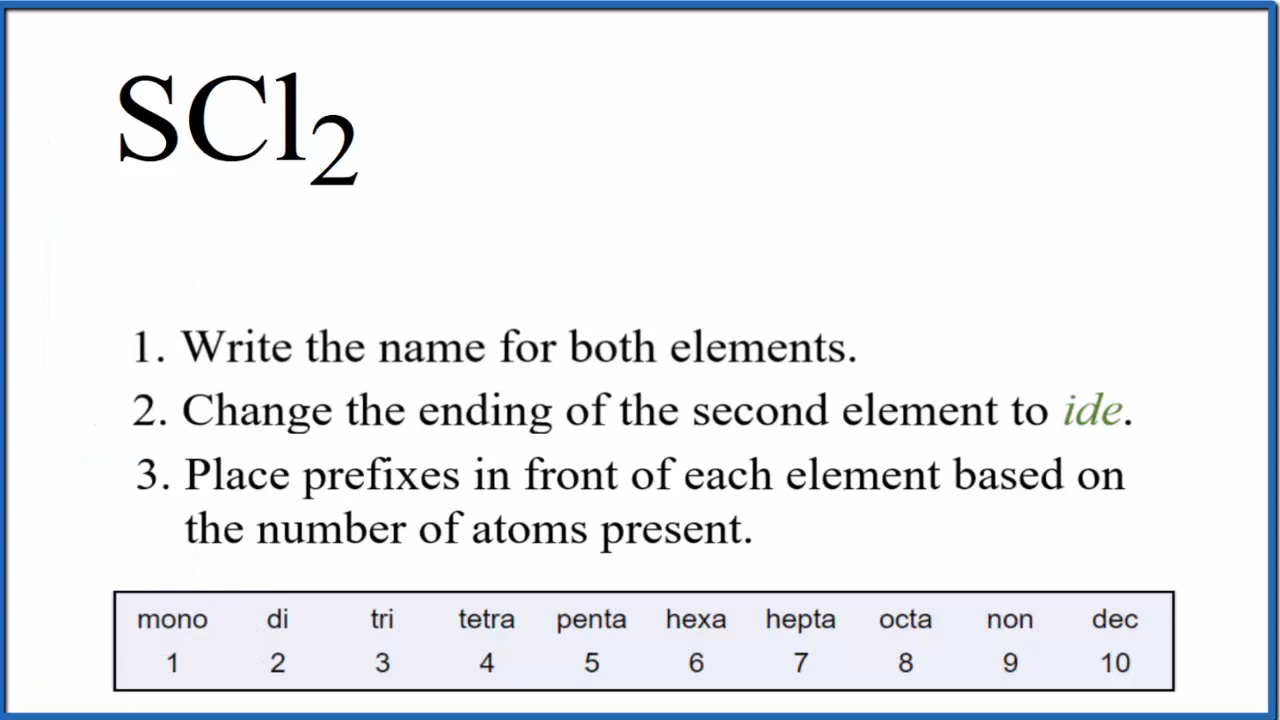 SCl₂
1. Write the name for both elements.
2. Change the ending of the second element to ide.
3. Place prefixes in front of each element based on
the number of atoms present.
mono di tri tetra penta hexa hepta octa non dec
1 2 3 4 5 6 7 8 9 10